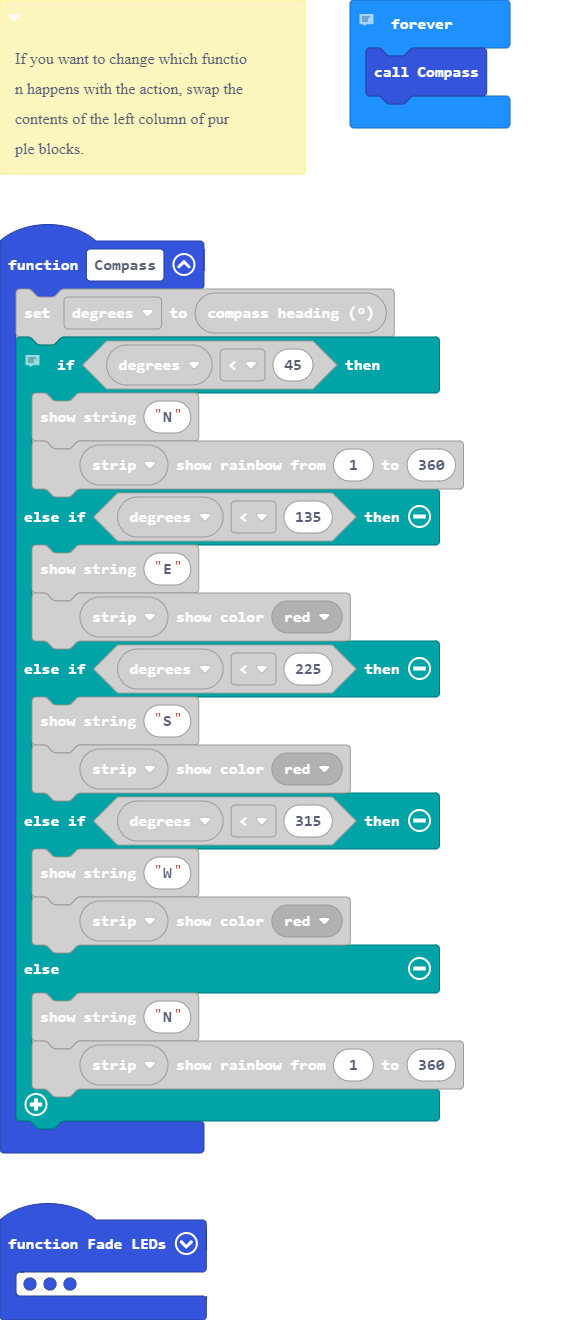 If you want to change which functio
n happens with the action, swap the
contents of the left column of pur
ple blocks.
forever
call Compass
function Compass
set degrees to compass heading (º)
if degrees < 45 then
show string "N"
strip show rainbow from 1 to 360
else if degrees < 135 then
show string "E"
strip show color red
else if degrees < 225 then
show string "S"
strip show color red
else if degrees < 315 then
show string "W"
strip show color red
else
show string "N"
strip show rainbow from 1 to 360
function Fade LEDs